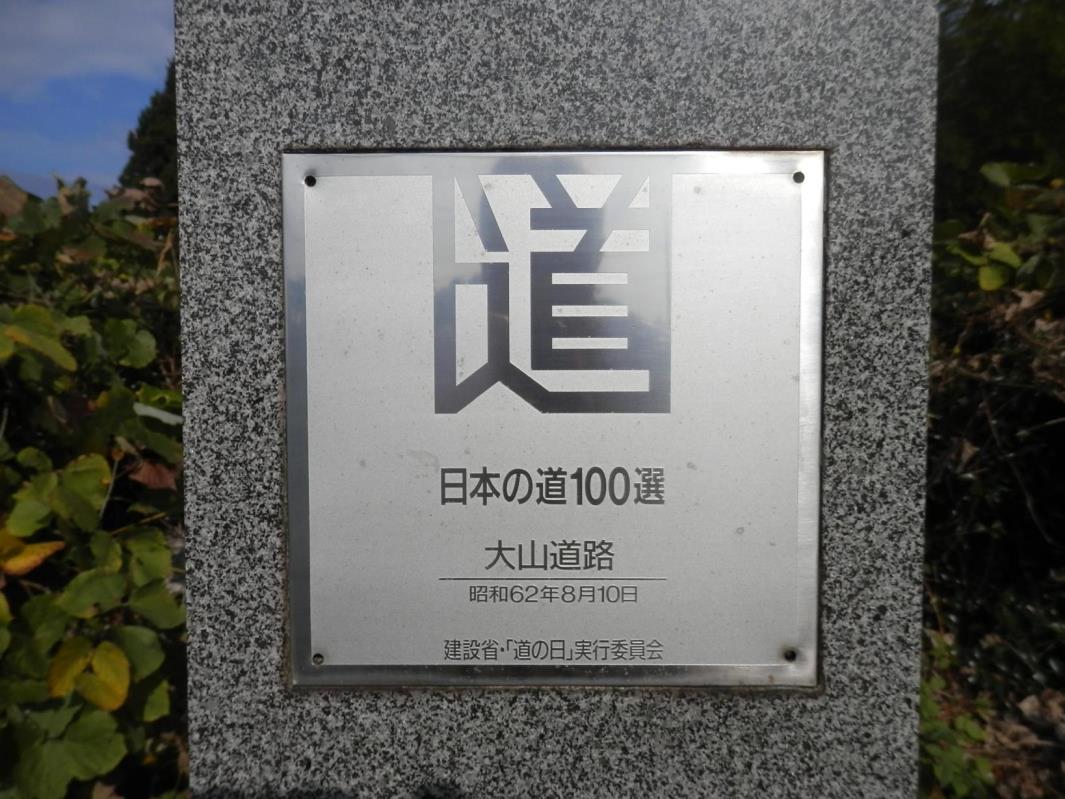 道
日本の道100選
大山道路
昭和62年8月10日
建設省・「道の日」実行委員会